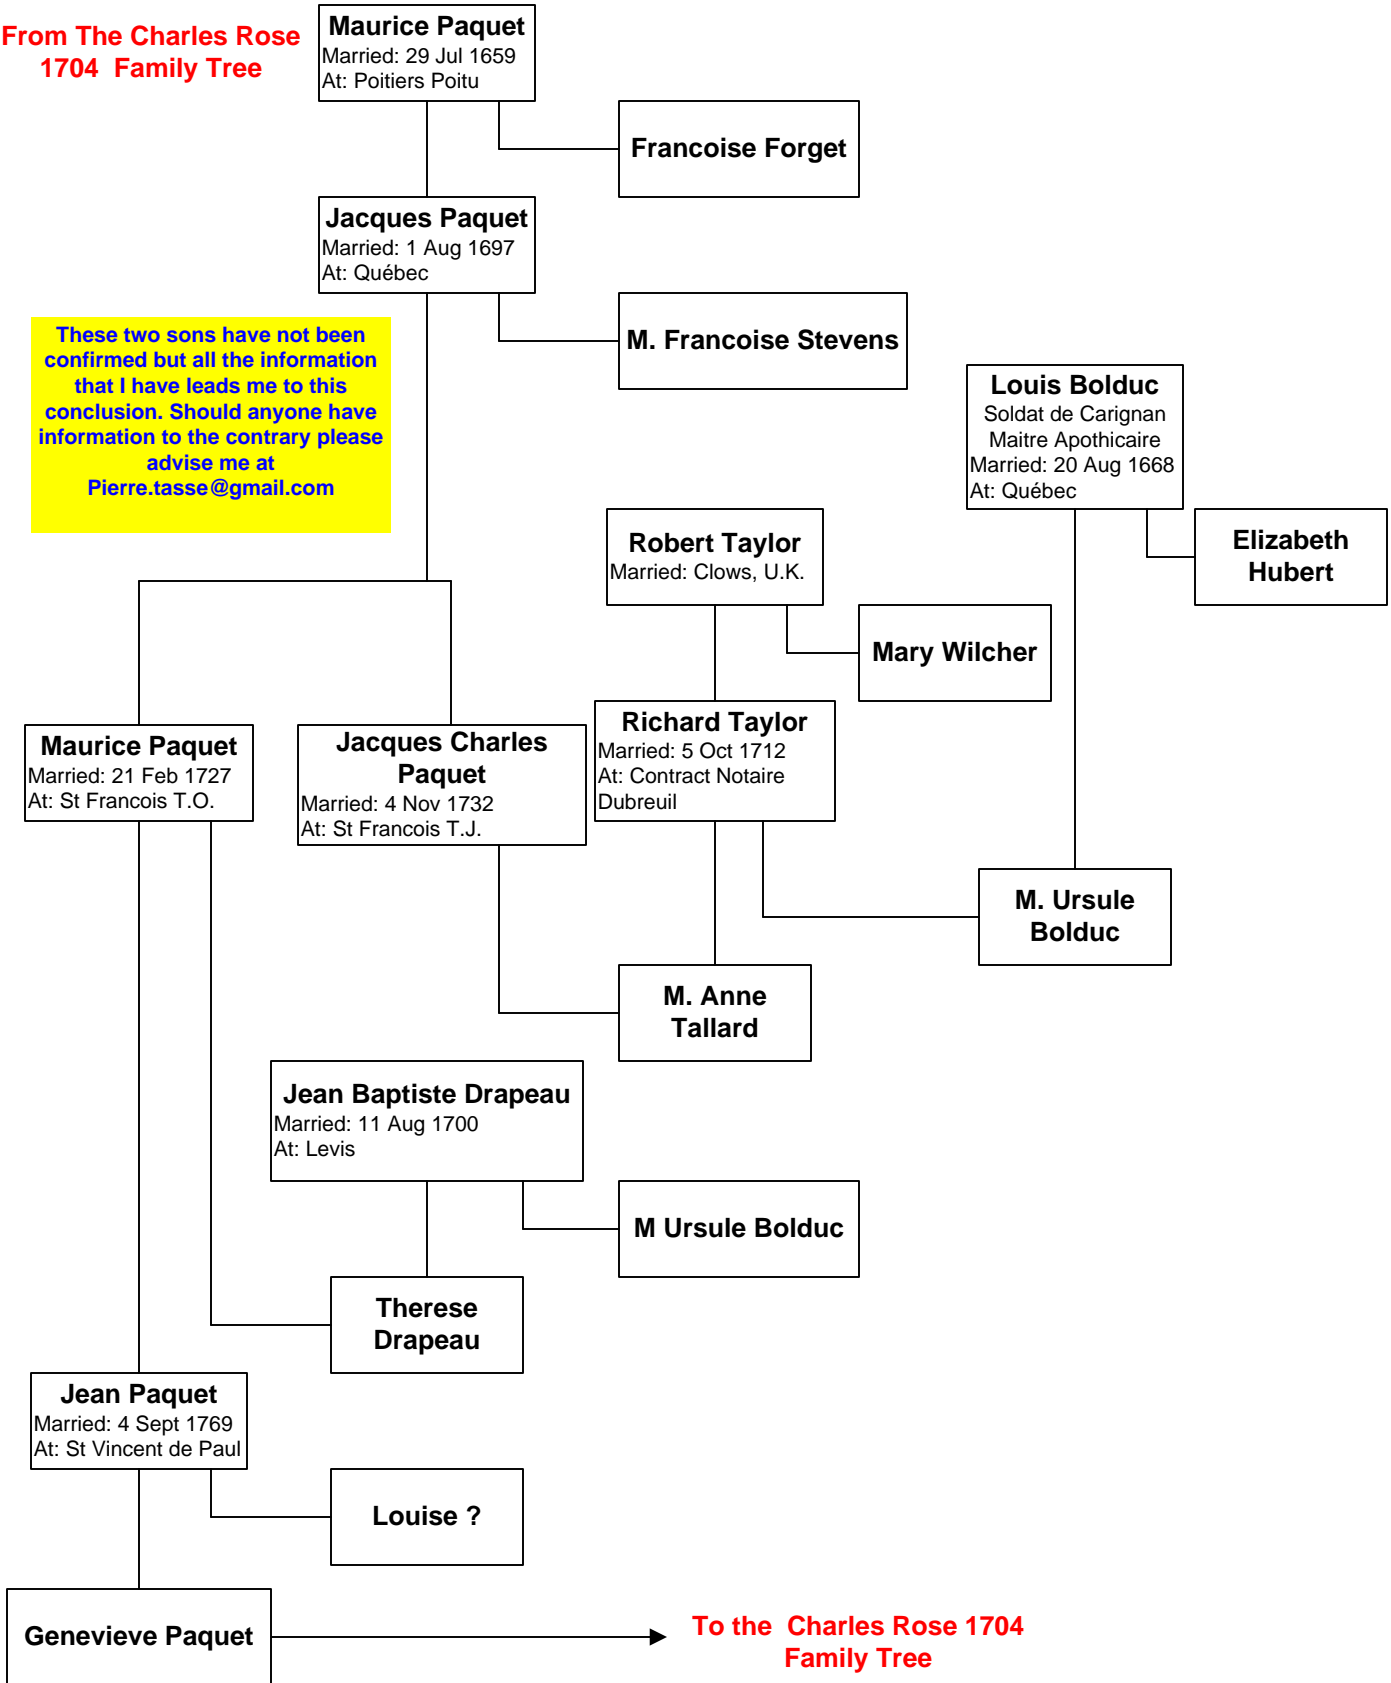 From The Charles Rose
1704  Family Tree
Maurice Paquet
Married: 29 Jul 1659
At: Poitiers Poitu
Francoise Forget
Jacques Paquet
Married: 1 Aug 1697
At: Québec
M. Francoise Stevens
These two sons have not been
confirmed but all the information
that I have leads me to this
conclusion. Should anyone have
information to the contrary please
advise me at
Pierre.tasse@gmail.com
Louis Bolduc
Soldat de Carignan
Maitre Apothicaire
Married: 20 Aug 1668
At: Québec
Elizabeth
Hubert
Robert Taylor
Married: Clows, U.K.
Mary Wilcher
Maurice Paquet
Married: 21 Feb 1727
At: St Francois T.O.
Jacques Charles
Paquet
Married: 4 Nov 1732
At: St Francois T.J.
Richard Taylor
Married: 5 Oct 1712
At: Contract Notaire
Dubreuil
M. Ursule
Bolduc
M. Anne
Tallard
Jean Baptiste Drapeau
Married: 11 Aug 1700
At: Levis
M Ursule Bolduc
Therese
Drapeau
Jean Paquet
Married: 4 Sept 1769
At: St Vincent de Paul
Louise ?
Genevieve Paquet
To the  Charles Rose 1704
Family Tree